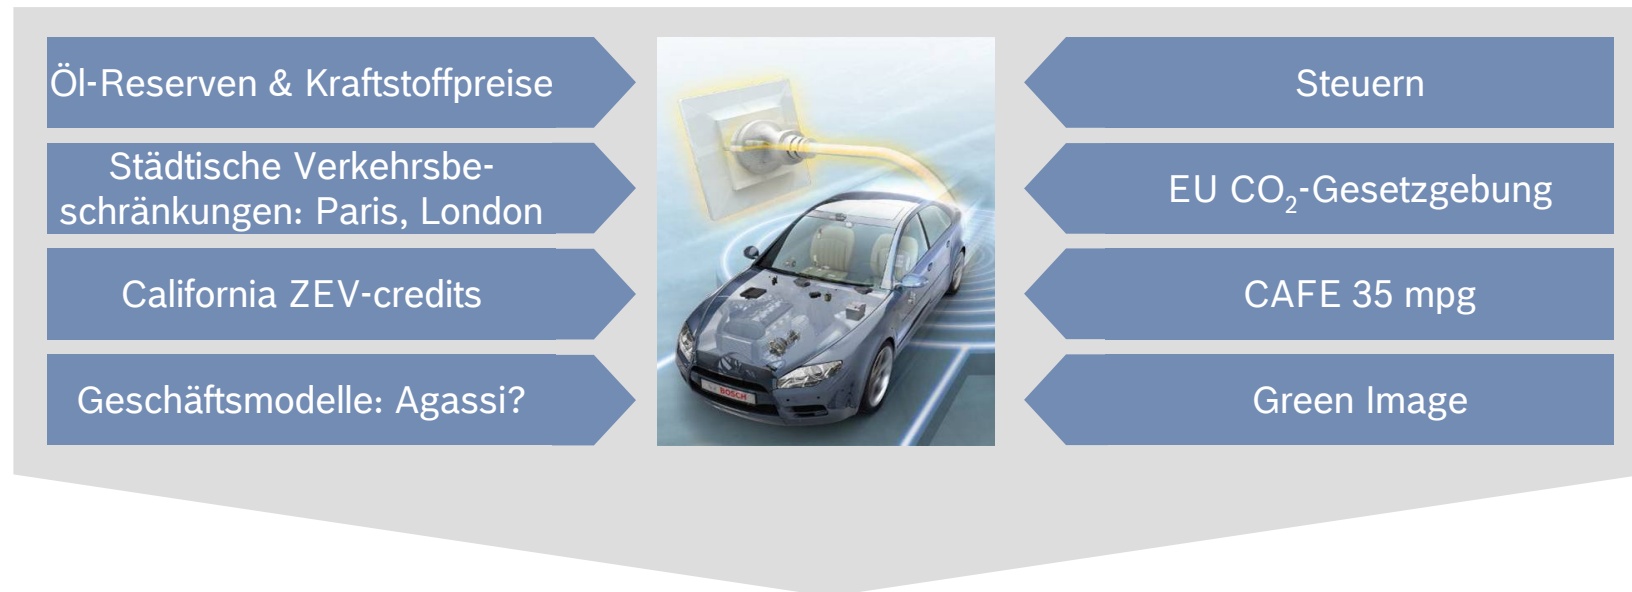 Öl-Reserven & Kraftstoffpreise
Städtische Verkehrsbe-
schränkungen: Paris, London
California ZEV-credits
Geschäftsmodelle: Agassi?
BOSCH
Steuern
EU CO₂-Gesetzgebung
CAFE 35 mpg
Green Image